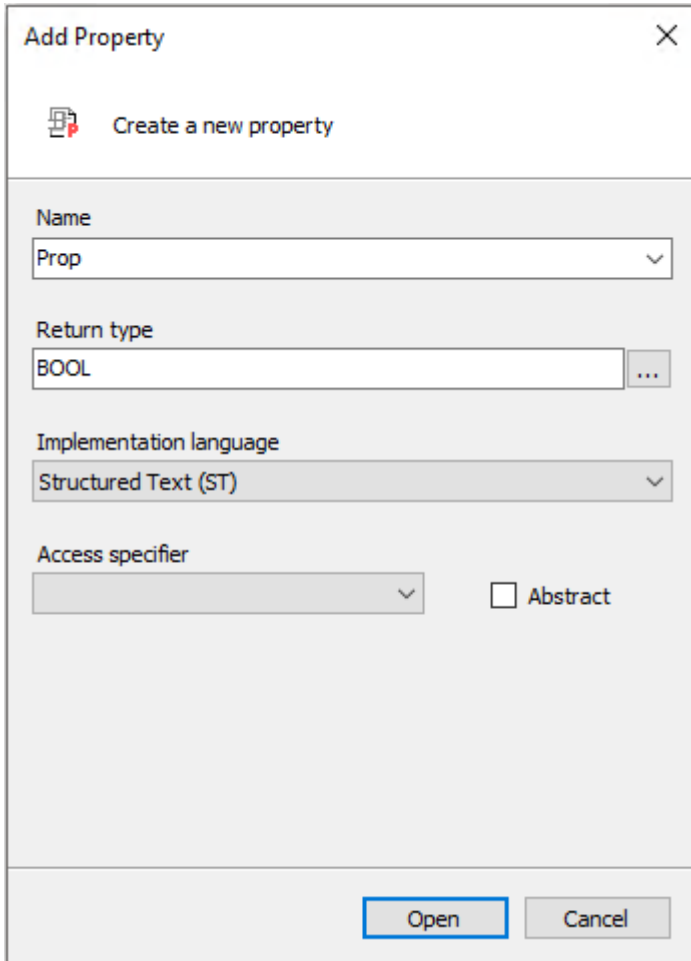 Add Property
Create a new property
Name
Prop
Return type
BOOL
...
Implementation language
Structured Text (ST)
Access specifier
Abstract
Open
Cancel